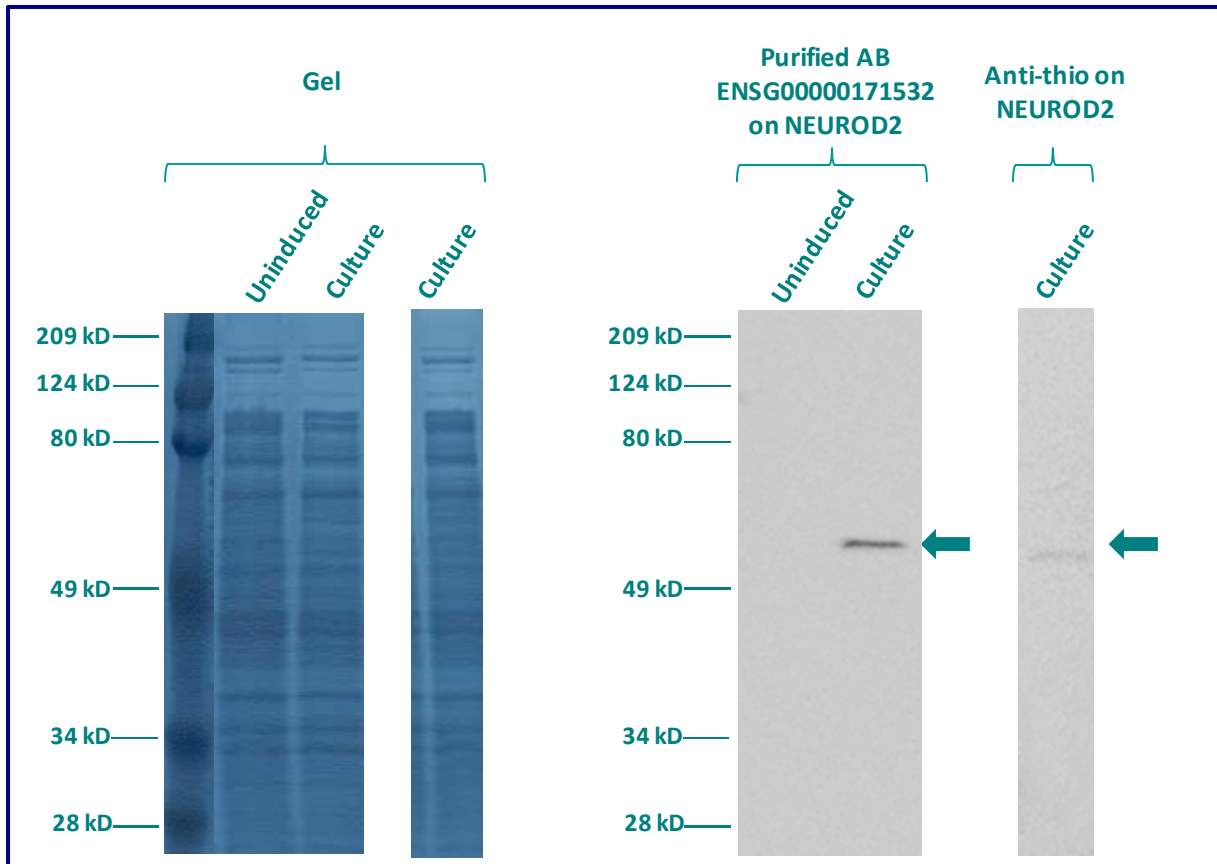 Gel
Purified AB
ENSG00000171532
on NEUROD2
Anti-thio on
NEUROD2
Uninduced
Culture
Culture
Uninduced
Culture
Culture
209 kD
124 kD
80 kD
49 kD
34 kD
28 kD
209 kD
124 kD
80 kD
49 kD
34 kD
28 kD